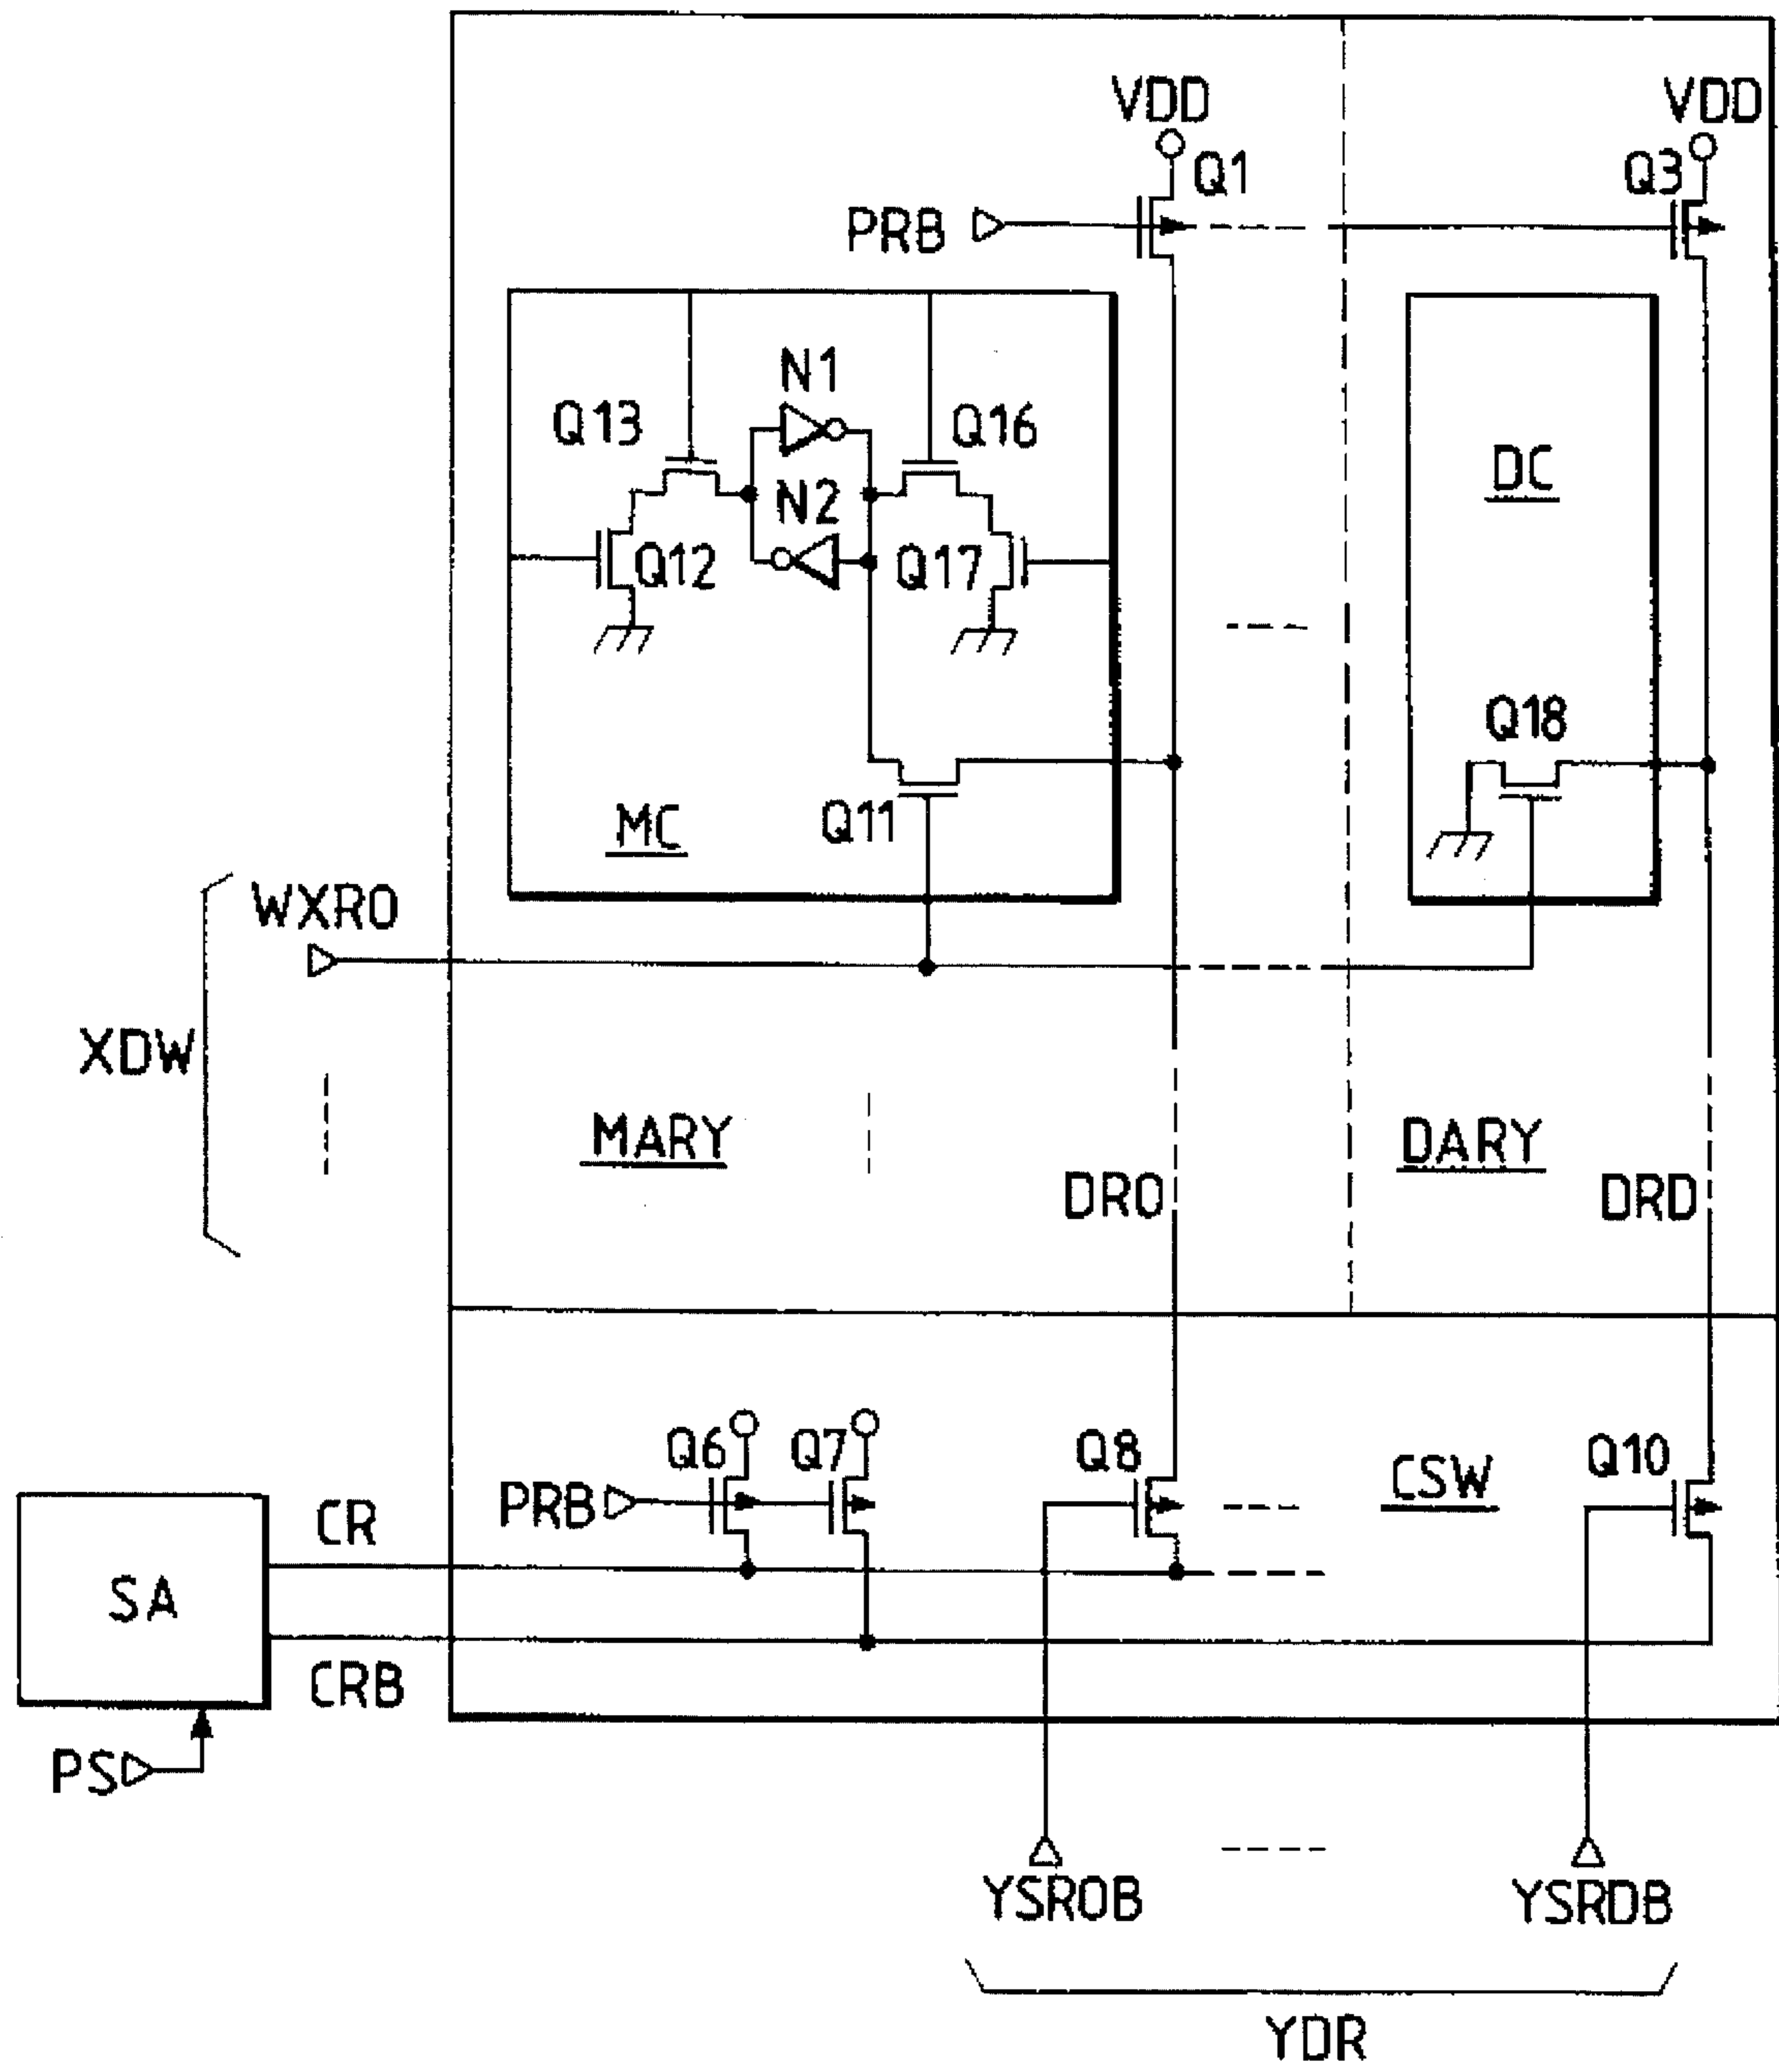 VDD
VDD
Q1
Q3
PRB
N1
Q13
Q16
N2
DC
Q12
Q17
Q18
Q11
MC
WXR0
XDW
MARY
DARY
DR0
DRD
Q6
Q7
Q8
Q10
CSW
PRB
CR
SA
CRB
PS
YSR0B
YSRDB
YDR